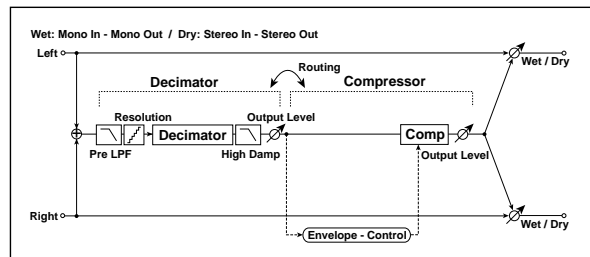 Wet: Mono In - Mono Out / Dry: Stereo In - Stereo Out
Left
Wet / Dry
Routing
Decimator
Compressor
Resolution
Output Level
Decimator
Comp
Pre LPF
High Damp
Output Level
Right
Wet / Dry
Envelope - Control